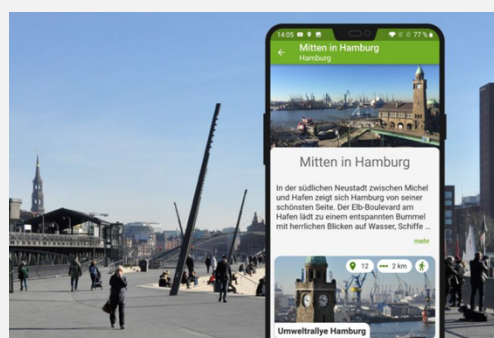 14:05
77 %
Mitten in Hamburg
Hamburg
Mitten in Hamburg
In der südlichen Neustadt zwischen Michel
und Hafen zeigt sich Hamburg von seiner
schönsten Seite. Der Elb-Boulevard am
Hafen lädt zu einem entspannten Bummel
mit herrlichen Blicken auf Wasser, Schiffe ...
mehr
12
2 km
Umweltrallye Hamburg